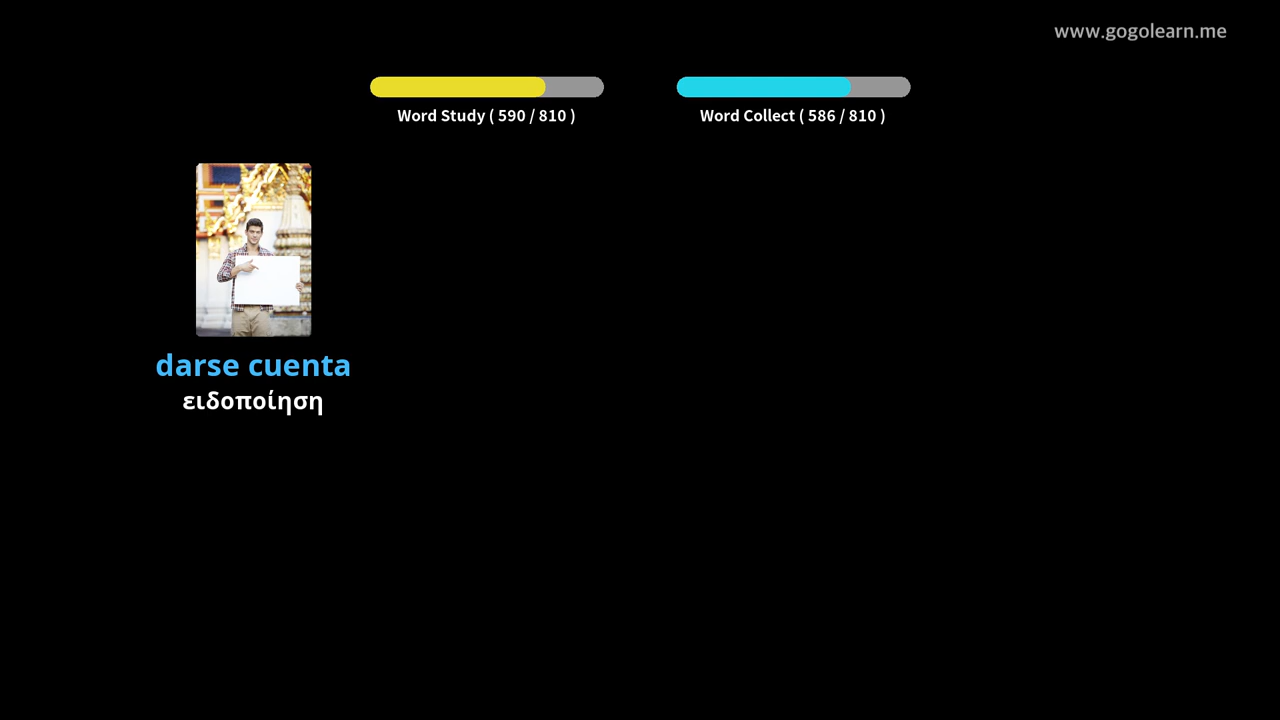 www.gogolearn.me
Word Study ( 590 / 810 )
Word Collect ( 586 / 810 )
darse cuenta
ειδοποίηση